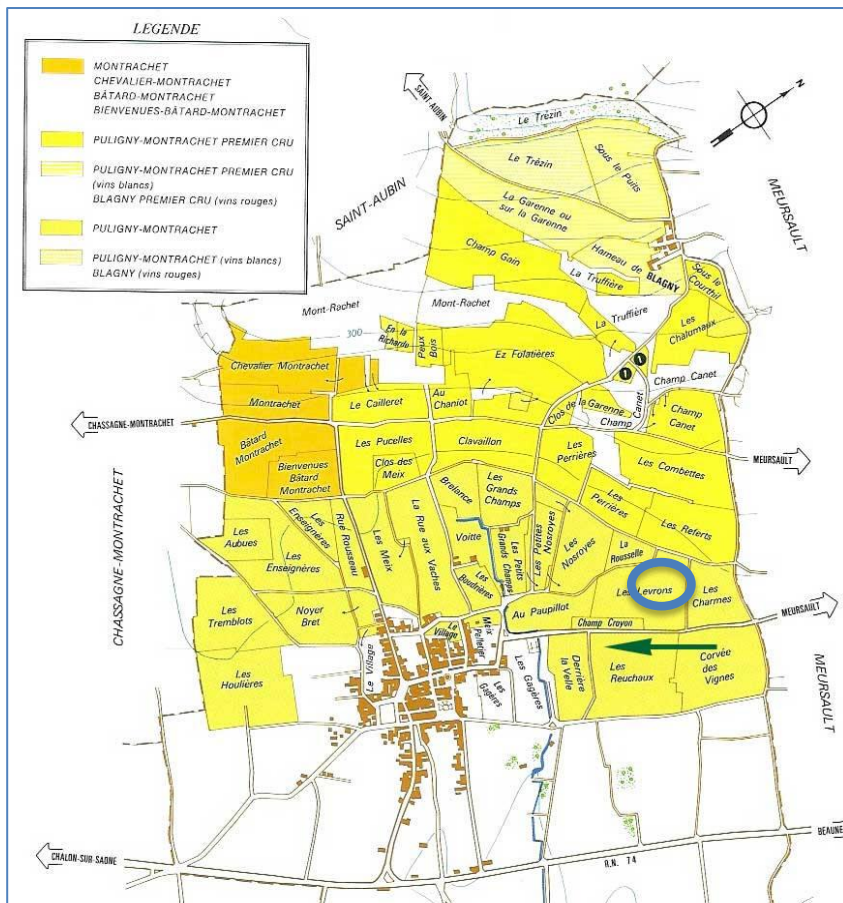 LEGENDE
MONTRACHET
CHEVALIER-MONTRACHET
BÂTARD-MONTRACHET
BIENVENUES-BÂTARD-MONTRACHET
PULIGNY-MONTRACHET PREMIER CRU
PULIGNY-MONTRACHET PREMIER CRU
(vins blancs)
BLAGNY PREMIER CRU (vins rouges)
PULIGNY-MONTRACHET
PULIGNY-MONTRACHET (vins blancs)
BLAGNY (vins rouges)
SAINT-AUBIN
N
Le Trézin
Le Trézin
Sous le Puits
MEURSAULT
SAINT-AUBIN
La Garenne ou
sur la Garenne
Champ Gain
Hameau de
BLAGNY
La Truffière
Sous le
Courthil
Mont-Rachet
Mont-Rachet
La Truffière
Les
Chalumaux
300
En la
Richarde
Peux
Bois
Ez Folatières
1
1
Chevalier Montrachet
Champ Canet
Montrachet
Le Cailleret
Au
Chaniot
Clos de la Garenne
Champ
Canet
Champ
Canet
CHASSAGNE-MONTRACHET
Bâtard
Montrachet
Les Pucelles
Clavaillon
Les
Perrières
MEURSAULT
Bienvenues
Bâtard
Montrachet
Clos des
Meix
Les Combettes
Brelance
Les
Grands
Champs
Les
Perrières
Les Referts
CHASSAGNE-MONTRACHET
Les
Aubues
Les
Enseignères
Les
Enseignères
Rue Rousseau
Les Meix
La Rue aux Vaches
Voitte
Les Petits
Grands Champs
Les Petites
Nosroyes
Les Nosroyes
La
Rousselle
Les
Boudrières
Les Levrons
Les
Charmes
Les
Tremblots
Noyer
Bret
Au Paupillot
MEURSAULT
Champ Croyon
Le
Village
Meix
Pelletier
Le Village
Les
Houlières
Les
Gagères
Les Gagères
Derrière
la Velle
Les
Reuchaux
Corvée
des
Vignes
MEURSAULT
BEAUNE
CHALON-SUR-SAONE
R.N. 74